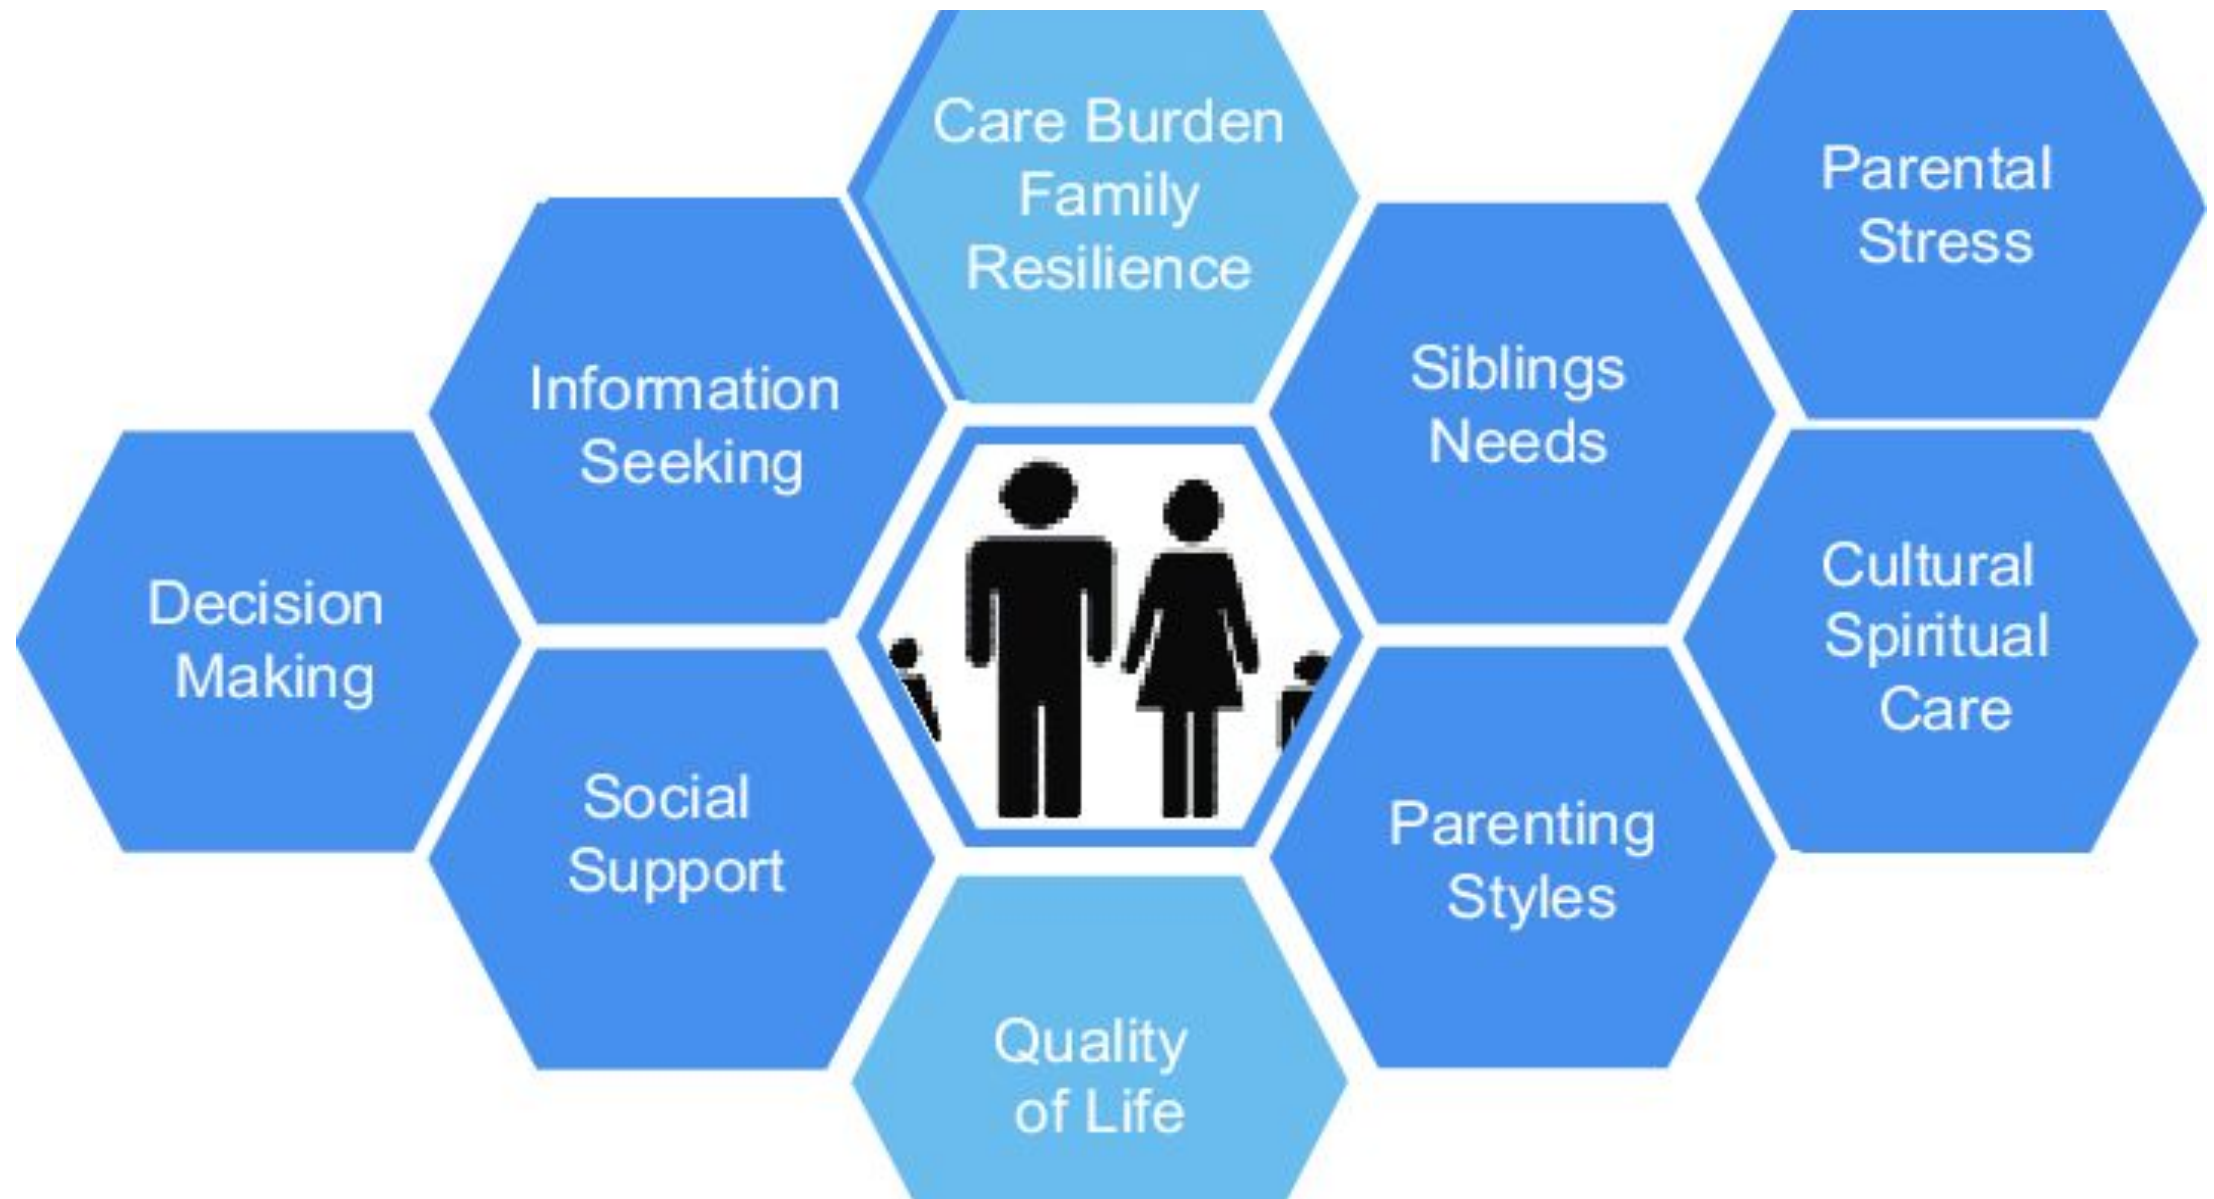 Care Burden
Family
Resilience
Parental
Stress
Information
Seeking
Siblings
Needs
Decision
Making
Cultural
Spiritual
Care
Social
Support
Parenting
Styles
Quality
of Life